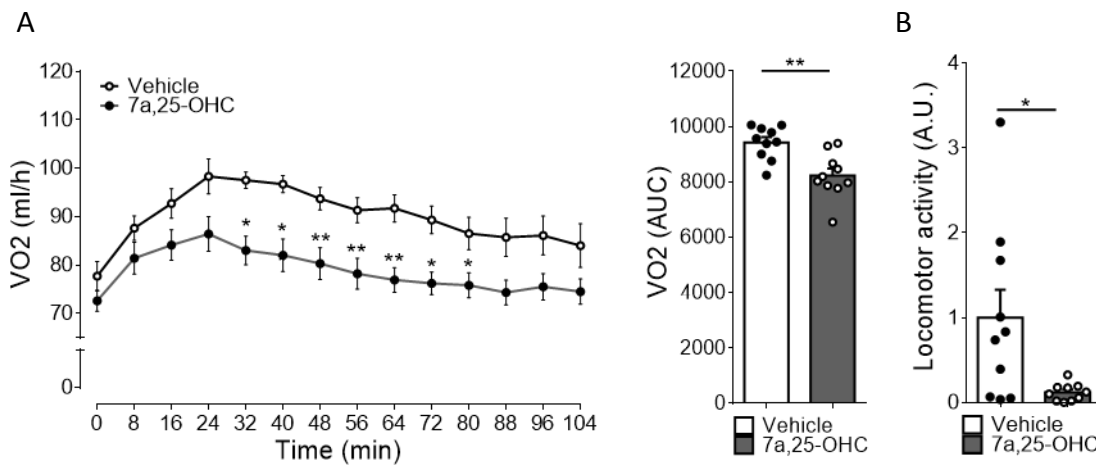 A
B
120
110
100
90
80
70
0
VO2 (ml/h)
Vehicle
7a,25-OHC
* * ** ** ** * *
0 8 16 24 32 40 48 56 64 72 80 88 96 104
Time (min)
12000
10000
8000
6000
4000
2000
0
VO2 (AUC)
**
Vehicle
7a,25-OHC
4
3
2
1
0
Locomotor activity (A.U.)
*
Vehicle
7a,25-OHC